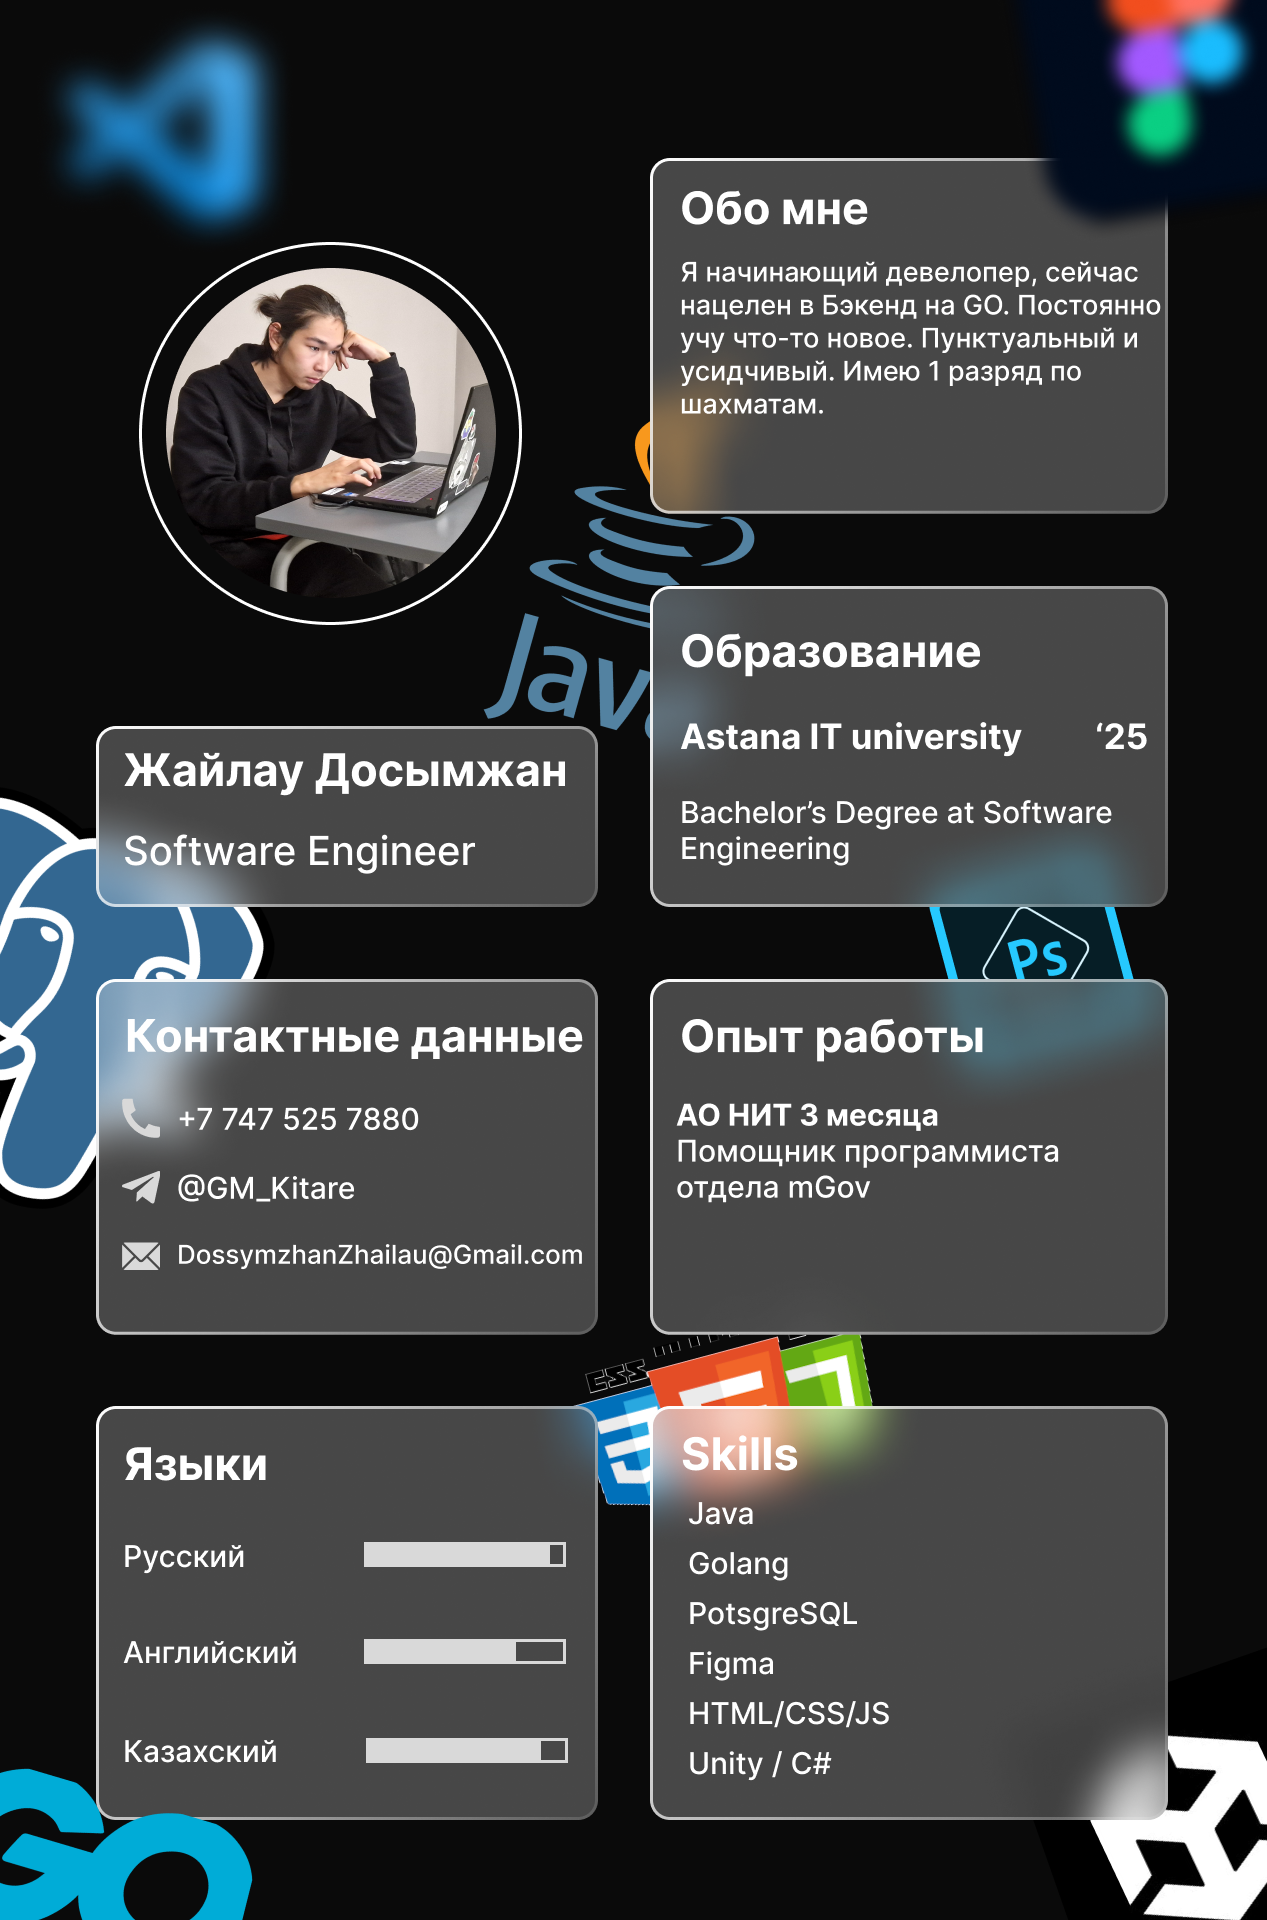 Обо мне
Я начинающий девелопер, сейчас
нацелен в Бэкенд на GO. Постоянно
учу что-то новое. Пунктуальный и
усидчивый. Имею 1 разряд по
шахматам.
Java
Образование
Astana IT university ‘25
Bachelor’s Degree at Software
Engineering
Жайлау Досымжан
Software Engineer
Ps
Контактные данные
+7 747 525 7880
@GM_Kitare
DossymzhanZhailau@Gmail.com
Опыт работы
АО НИТ 3 месяца
Помощник программиста
отдела mGov
Языки
Русский
Английский
Казахский
Skills
Java
Golang
PotsgreSQL
Figma
HTML/CSS/JS
Unity / C#
GO